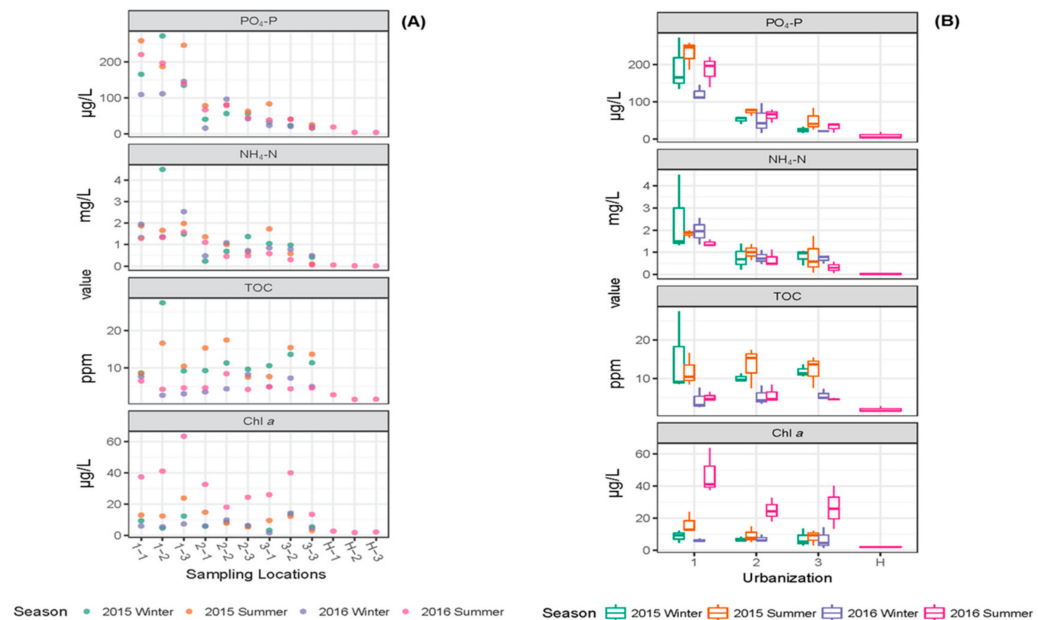 (A)
PO₄-P
µg/L
200
100
0
NH₄-N
mg/L
4
3
2
1
0
value
TOC
ppm
20
10
Chl a
µg/L
60
40
20
0
1-1 1-2 1-3 2-1 2-2 2-3 3-1 3-2 3-3 H-1 H-2 H-3
Sampling Locations
Season 2015 Winter 2015 Summer 2016 Winter 2016 Summer
(B)
PO₄-P
µg/L
200
100
0
NH₄-N
mg/L
4
3
2
1
0
value
TOC
ppm
20
10
Chl a
µg/L
60
40
20
0
1 2 3 H
Urbanization
Season 2015 Winter 2015 Summer 2016 Winter 2016 Summer